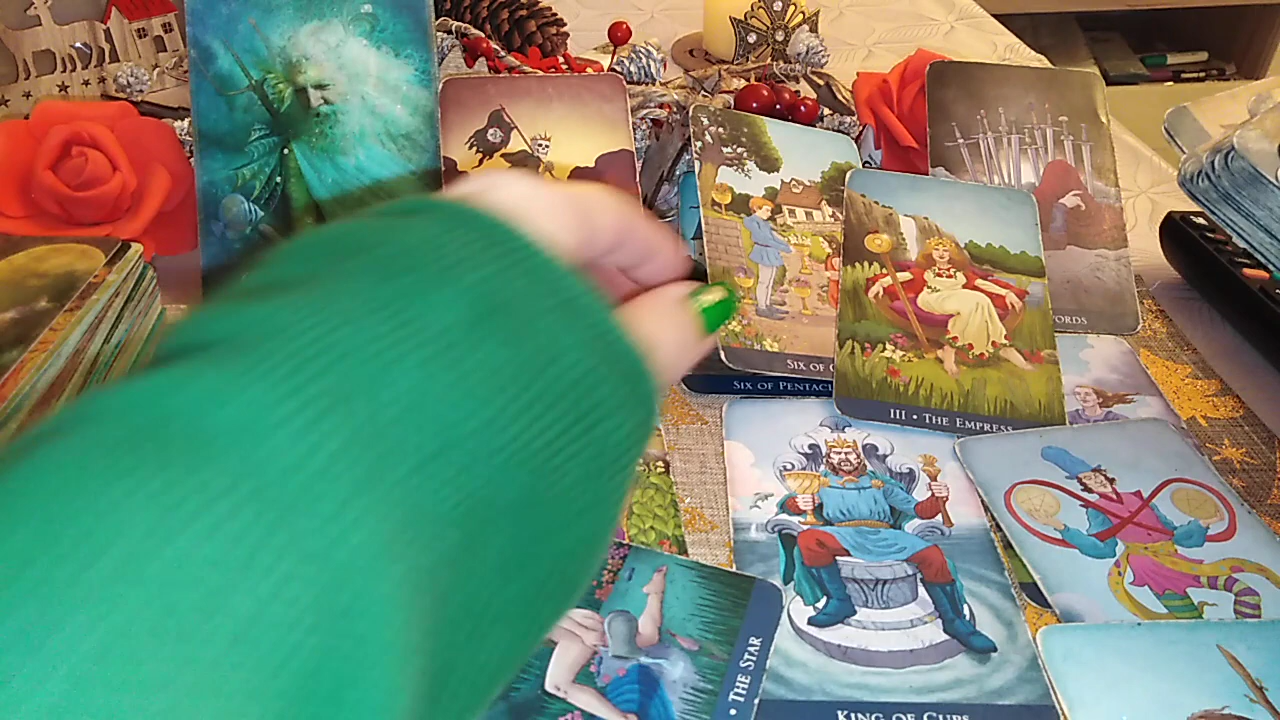 ORDS
SIX OF
SIX OF PENTAC
III • THE EMPRESS
• THE STAR
KING OF CUPS